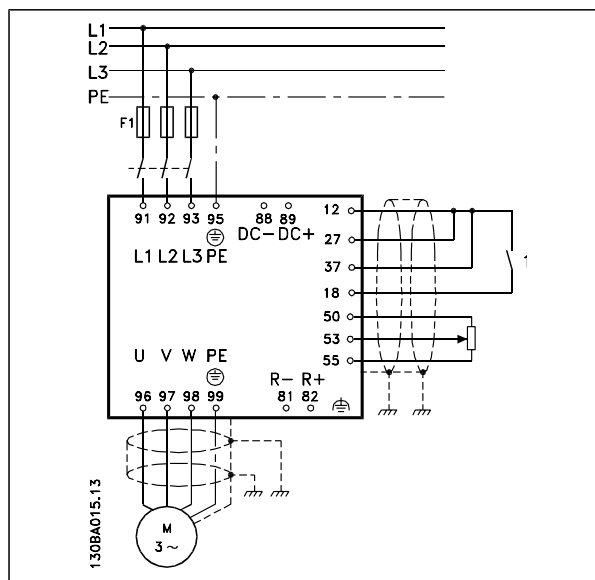 L1
L2
L3
PE
F1
91 92 93 95 88 89 12
DC- DC+
27
L1 L2 L3 PE
37
18
50
53
U V W PE
55
R- R+
96 97 98 99 81 82
M
3~
130BA015.13